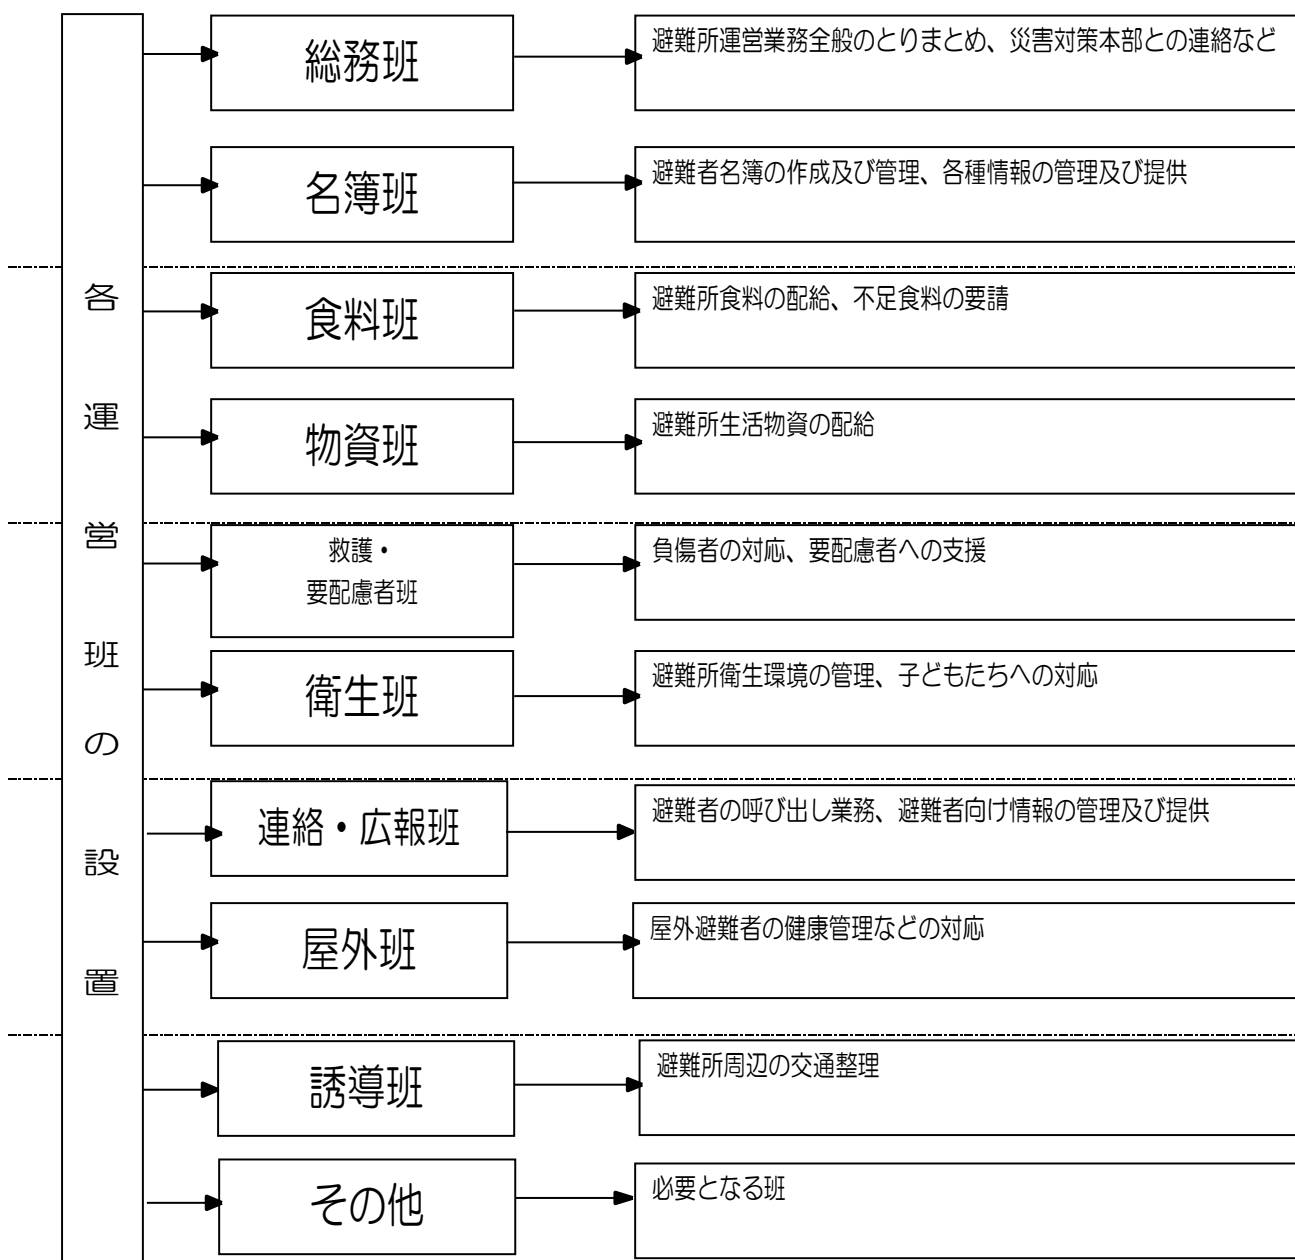 各運営班の設置
総務班
避難所運営業務全般のとりまとめ、災害対策本部との連絡など
名簿班
避難者名簿の作成及び管理、各種情報の管理及び提供
食料班
避難所食料の配給、不足食料の要請
物資班
避難所生活物資の配給
救護・
要配慮者班
負傷者の対応、要配慮者への支援
衛生班
避難所衛生環境の管理、子どもたちへの対応
連絡・広報班
避難者の呼び出し業務、避難者向け情報の管理及び提供
屋外班
屋外避難者の健康管理などの対応
誘導班
避難所周辺の交通整理
その他
必要となる班